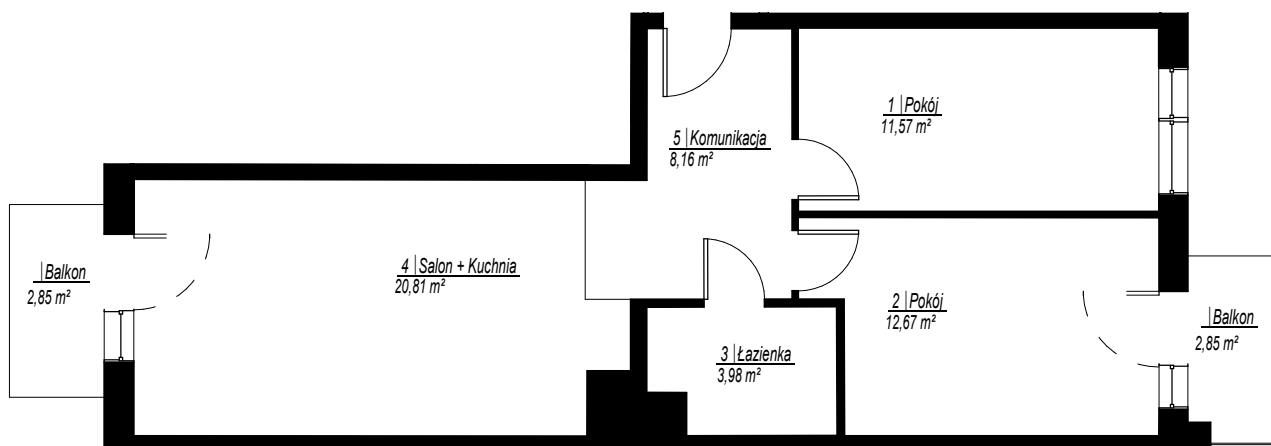 1 | Pokój
11,57 m²
5 | Komunikacja
8,16 m²
4 | Salon + Kuchnia
20,81 m²
| Balkon
2,85 m²
2 | Pokój
12,67 m²
| Balkon
2,85 m²
3 | Łazienka
3,98 m²